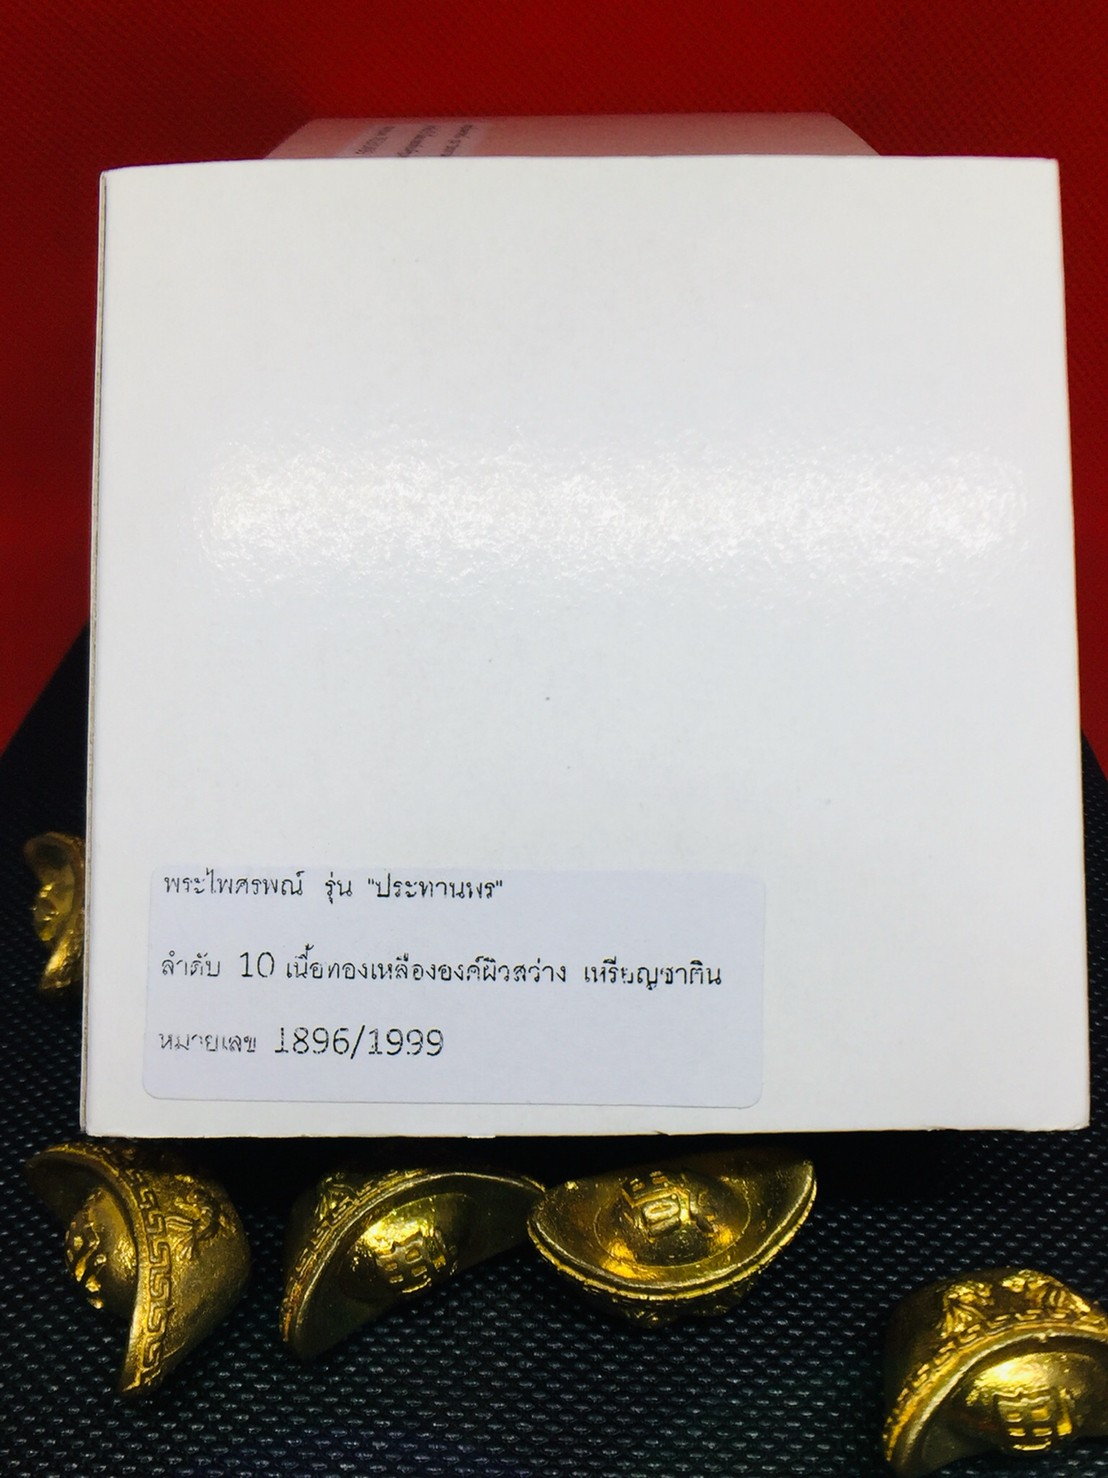 พระไพศรพณ์ รุ่น "ประทานพร"
ลำดับ 10 เนื้อทองเหลืององค์ผิวสว่าง เหรียญซาติน
หมายเลข 1896/1999